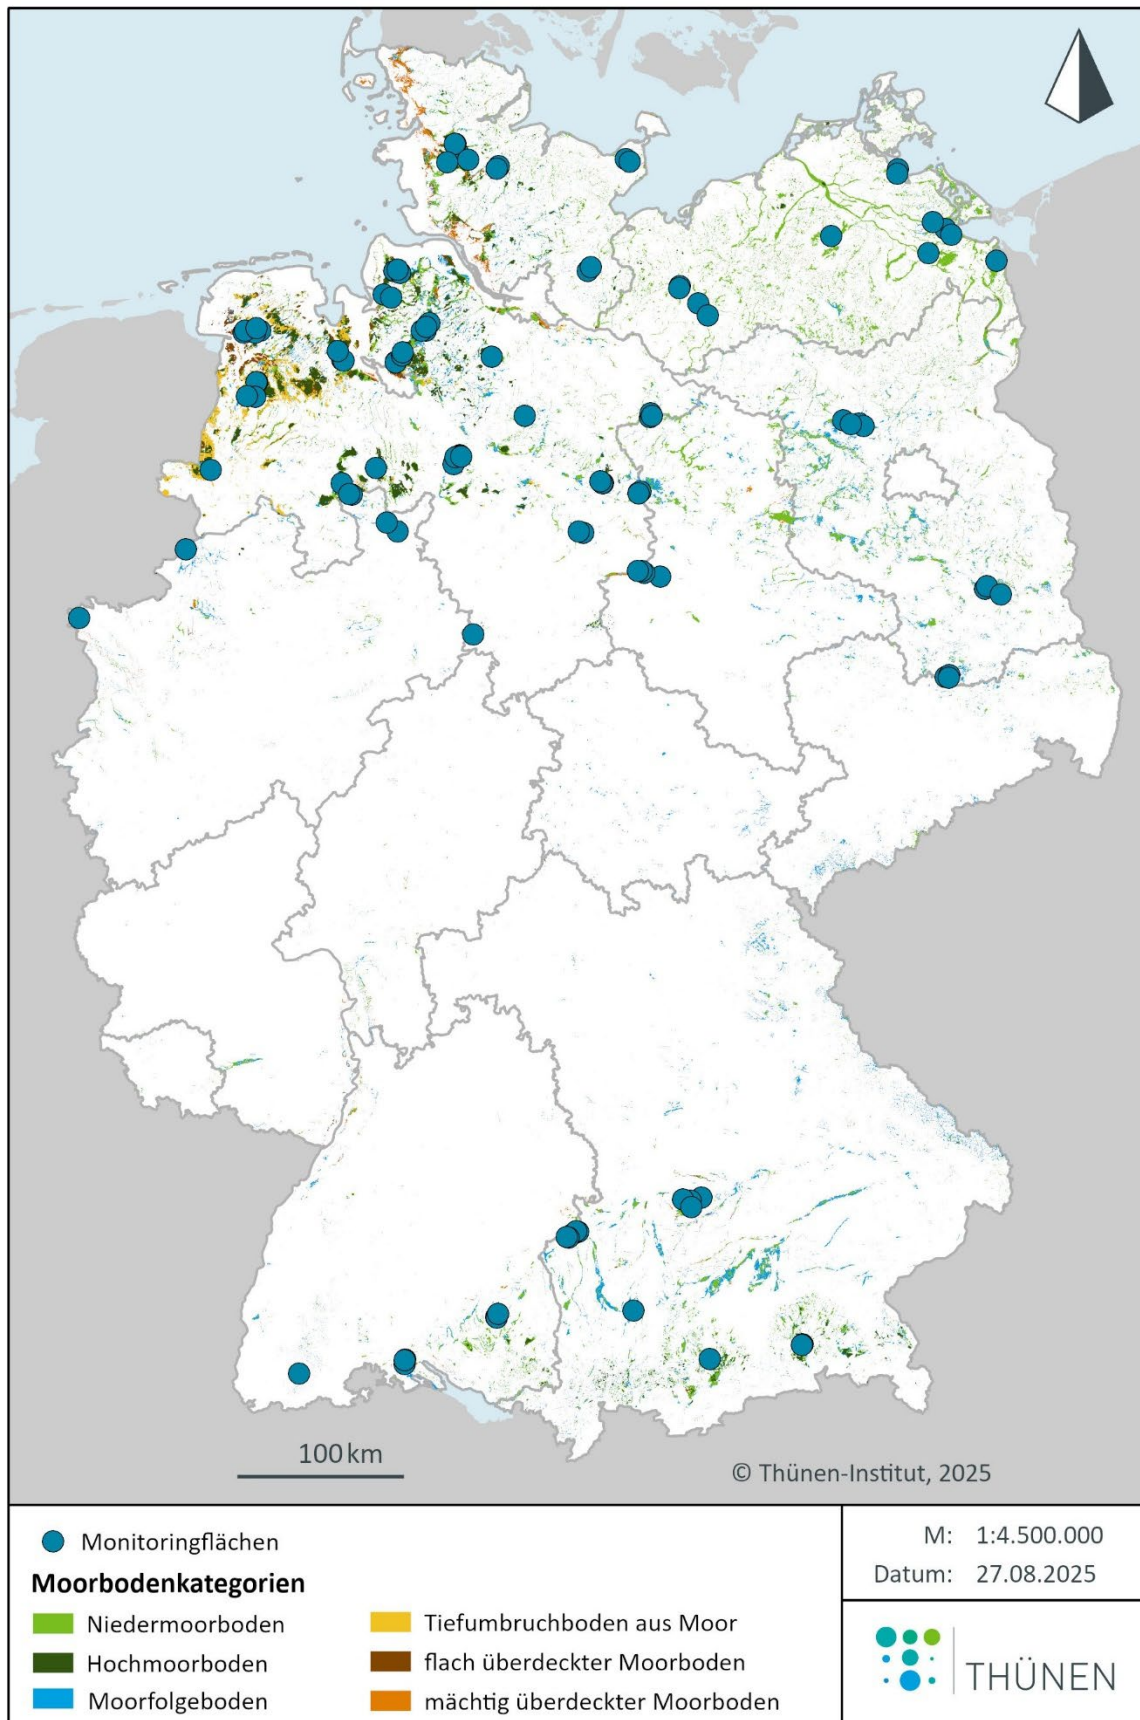 100 km
© Thünen-Institut, 2025
Monitoringflächen
Moorbodenkategorien
Niedermoorboden
Hochmoorboden
Moorfolgeboden
Tiefumbruchboden aus Moor
flach überdeckter Moorboden
mächtig überdeckter Moorboden
M: 1:4.500.000
Datum: 27.08.2025
THÜNEN